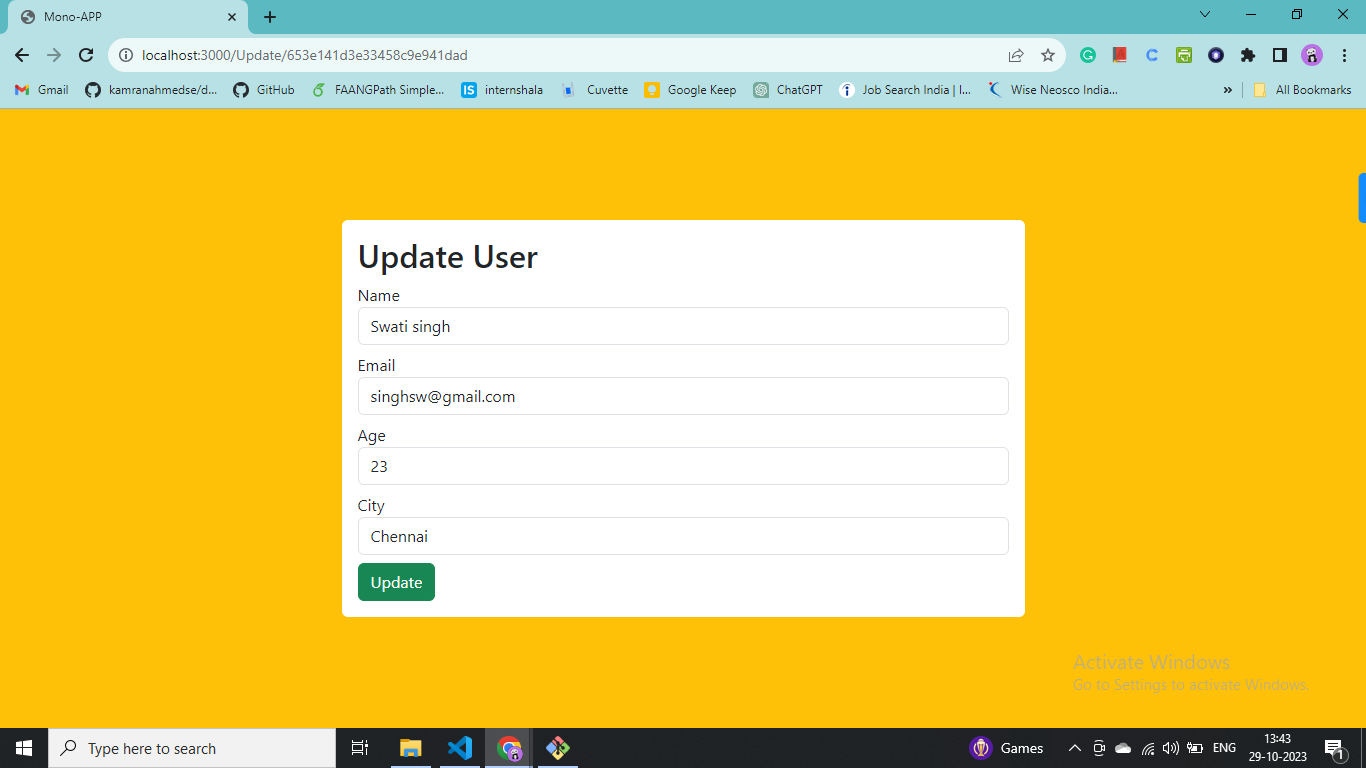 Mono-APP
localhost:3000/Update/653e141d3e33458c9e941dad
Gmail kamranahmedse/d... GitHub FAANGPath Simple... IS internshala Cuvette Google Keep ChatGPT Job Search India | I... Wise Neosco India... » All Bookmarks
Update User
Name
Swati singh
Email
singhsw@gmail.com
Age
23
City
Chennai
Update
Activate Windows
Go to Settings to activate Windows.
Type here to search
Games
ENG
13:43
29-10-2023
1